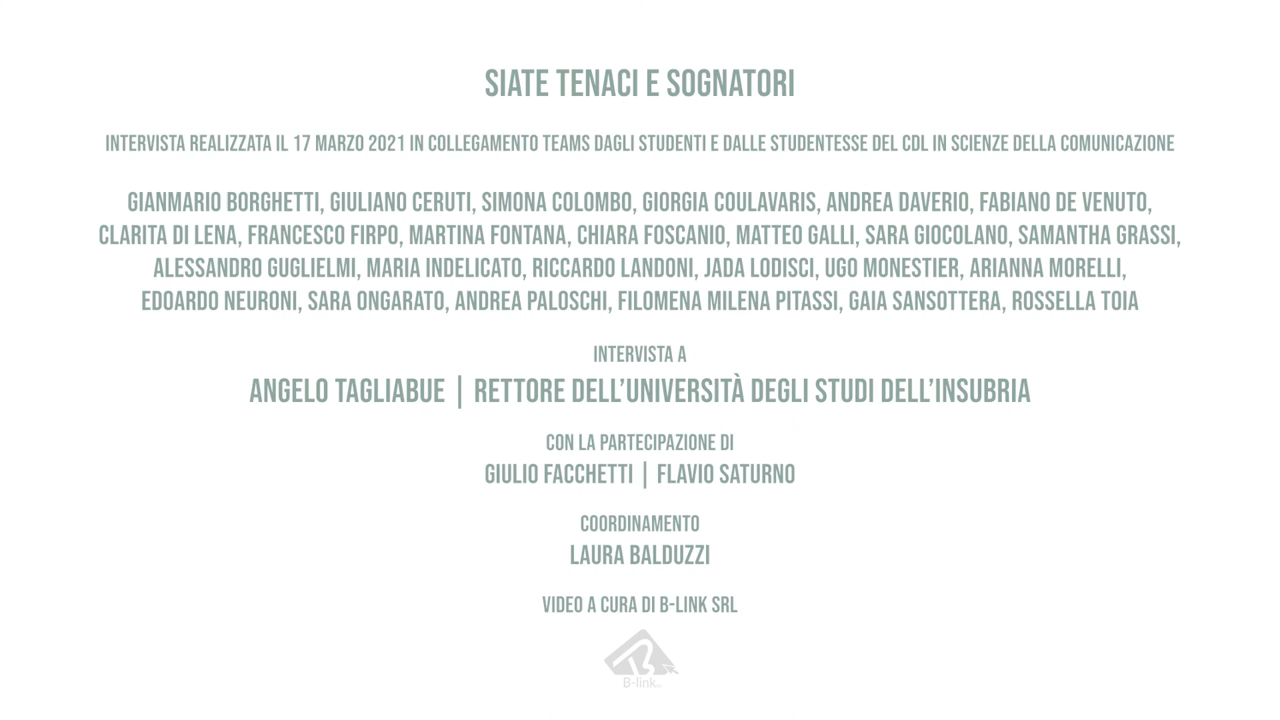 SIATE TENACI E SOGNATORI
INTERVISTA REALIZZATA IL 17 MARZO 2021 IN COLLEGAMENTO TEAMS DAGLI STUDENTI E DALLE STUDENTESSE DEL CDL IN SCIENZE DELLA COMUNICAZIONE
GIANMARIO BORGHETTI, GIULIANO CERUTI, SIMONA COLOMBO, GIORGIA COULAVARIS, ANDREA DAVERIO, FABIANO DE VENUTO,
CLARITA DI LENA, FRANCESCO FIRPO, MARTINA FONTANA, CHIARA FOSCANIO, MATTEO GALLI, SARA GIOCOLANO, SAMANTHA GRASSI,
ALESSANDRO GUGLIELMI, MARIA INDELICATO, RICCARDO LANDONI, JADA LODISCI, UGO MONESTIER, ARIANNA MORELLI,
EDOARDO NEURONI, SARA ONGARATO, ANDREA PALOSCHI, FILOMENA MILENA PITASSI, GAIA SANSOTTERA, ROSSELLA TOIA
INTERVISTA A
ANGELO TAGLIABUE | RETTORE DELL'UNIVERSITÀ DEGLI STUDI DELL'INSUBRIA
CON LA PARTECIPAZIONE DI
GIULIO FACCHETTI | FLAVIO SATURNO
COORDINAMENTO
LAURA BALDUZZI
VIDEO A CURA DI B-LINK SRL
B-link